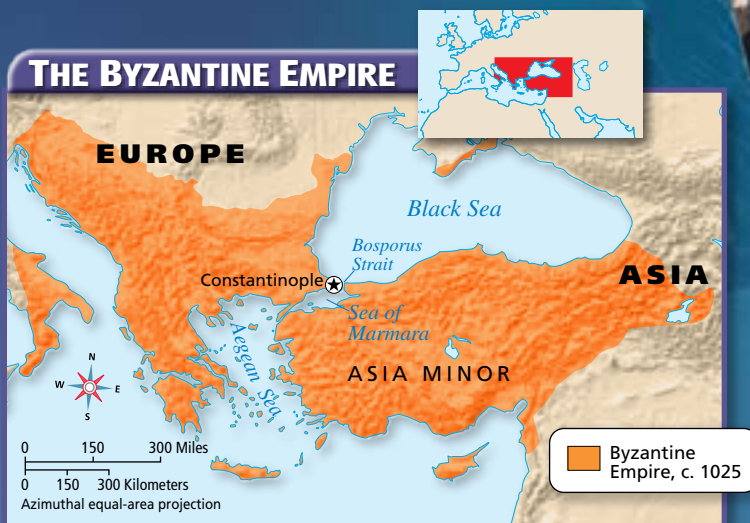 THE BYZANTINE EMPIRE
EUROPE
Black Sea
Bosporus
Strait
Constantinople
ASIA
Sea of
Marmara
Aegean Sea
ASIA MINOR
N
W
E
S
0 150 300 Miles
0 150 300 Kilometers
Azimuthal equal-area projection
Byzantine
Empire, c. 1025